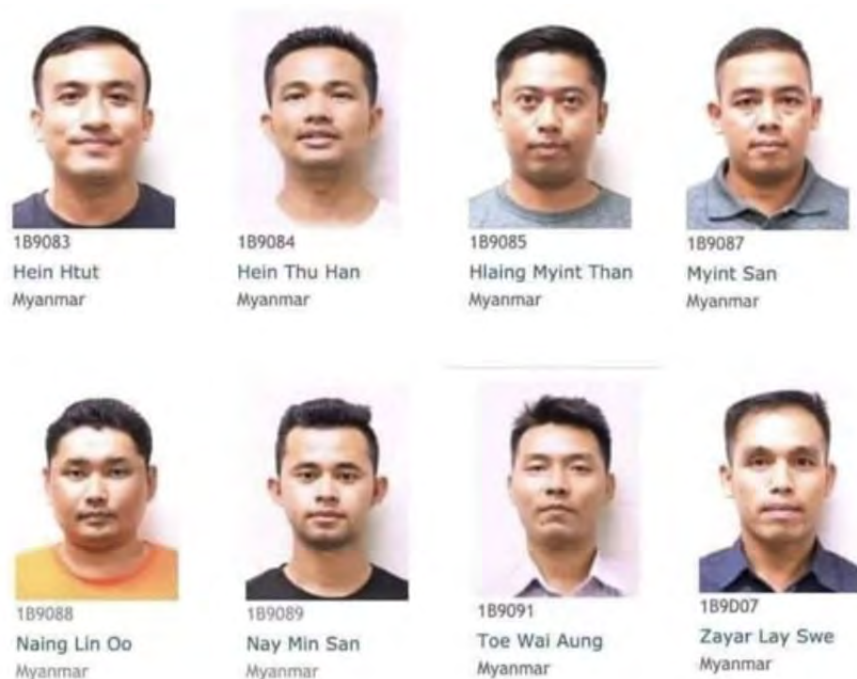 1B9083
Hein Htut
Myanmar
1B9084
Hein Thu Han
Myanmar
1B9085
Hlaing Myint Than
Myanmar
1B9087
Myint San
Myanmar
1B9088
Naing Lin Oo
Myanmar
1B9089
Nay Min San
Myanmar
1B9091
Toe Wai Aung
Myanmar
1B9D07
Zayar Lay Swe
Myanmar